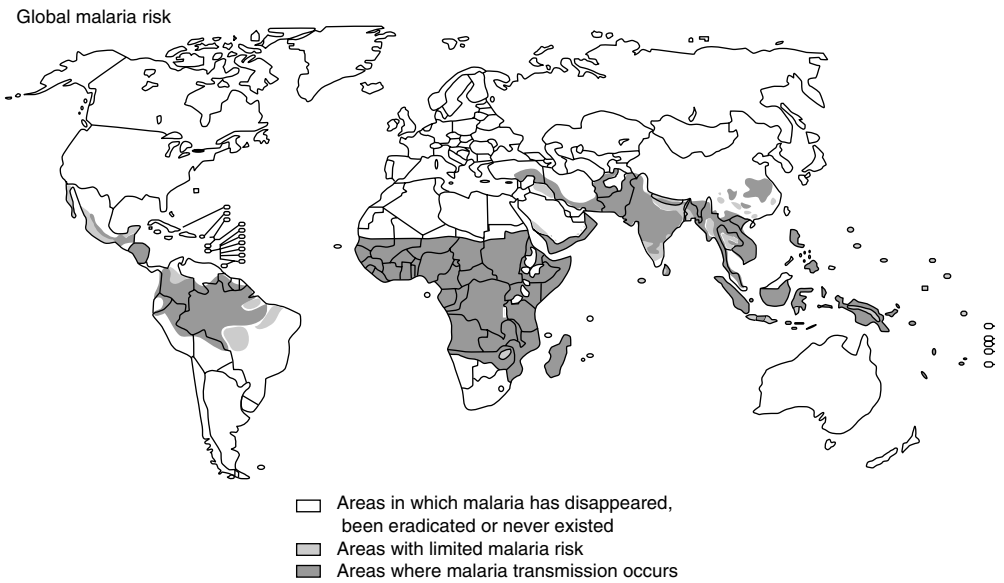 Global malaria risk
Areas in which malaria has disappeared,
been eradicated or never existed
Areas with limited malaria risk
Areas where malaria transmission occurs